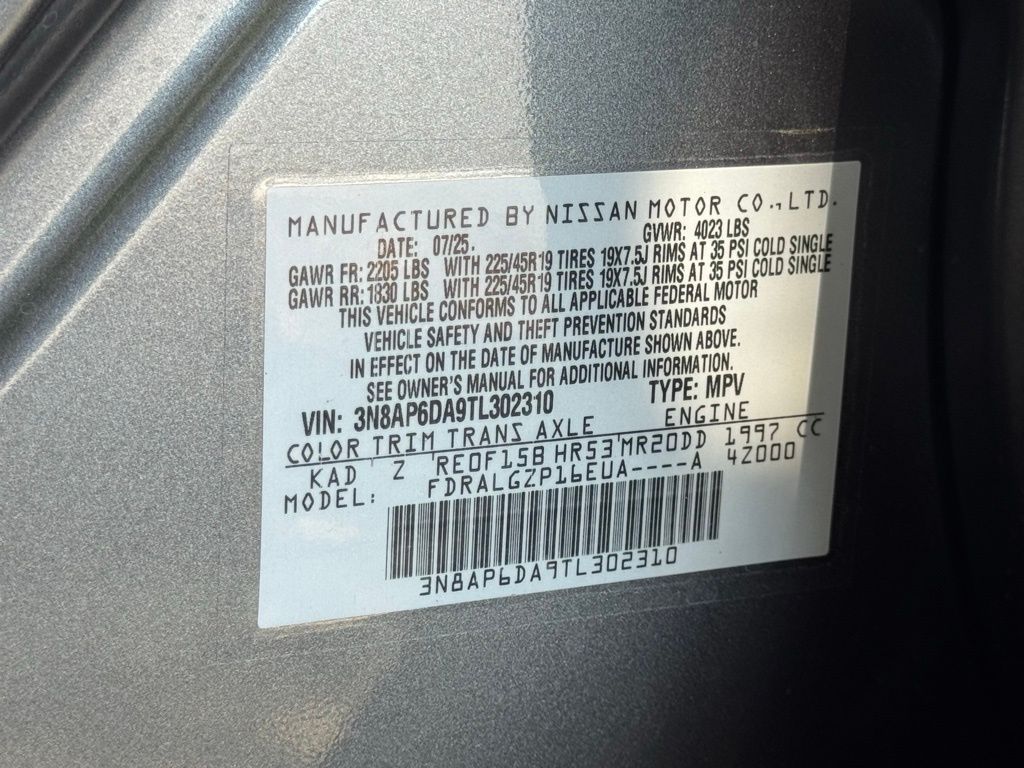 MANUFACTURED BY NISSAN MOTOR CO.,LTD.
DATE: 07/25. GVWR: 4023 LBS
GAWR FR: 2205 LBS WITH 225/45R19 TIRES 19X7.5J RIMS AT 35 PSI COLD SINGLE
GAWR RR: 1830 LBS WITH 225/45R19 TIRES 19X7.5J RIMS AT 35 PSI COLD SINGLE
THIS VEHICLE CONFORMS TO ALL APPLICABLE FEDERAL MOTOR
VEHICLE SAFETY AND THEFT PREVENTION STANDARDS
IN EFFECT ON THE DATE OF MANUFACTURE SHOWN ABOVE.
SEE OWNER'S MANUAL FOR ADDITIONAL INFORMATION.
VIN: 3N8AP6DA9TL302310 TYPE: MPV
COLOR TRIM TRANS AXLE ENGINE
KAD Z RE0F15B HR53 MR20DD 1997 CC
MODEL: FDRALGZP16EUA----A 4Z000
3N8AP6DA9TL302310